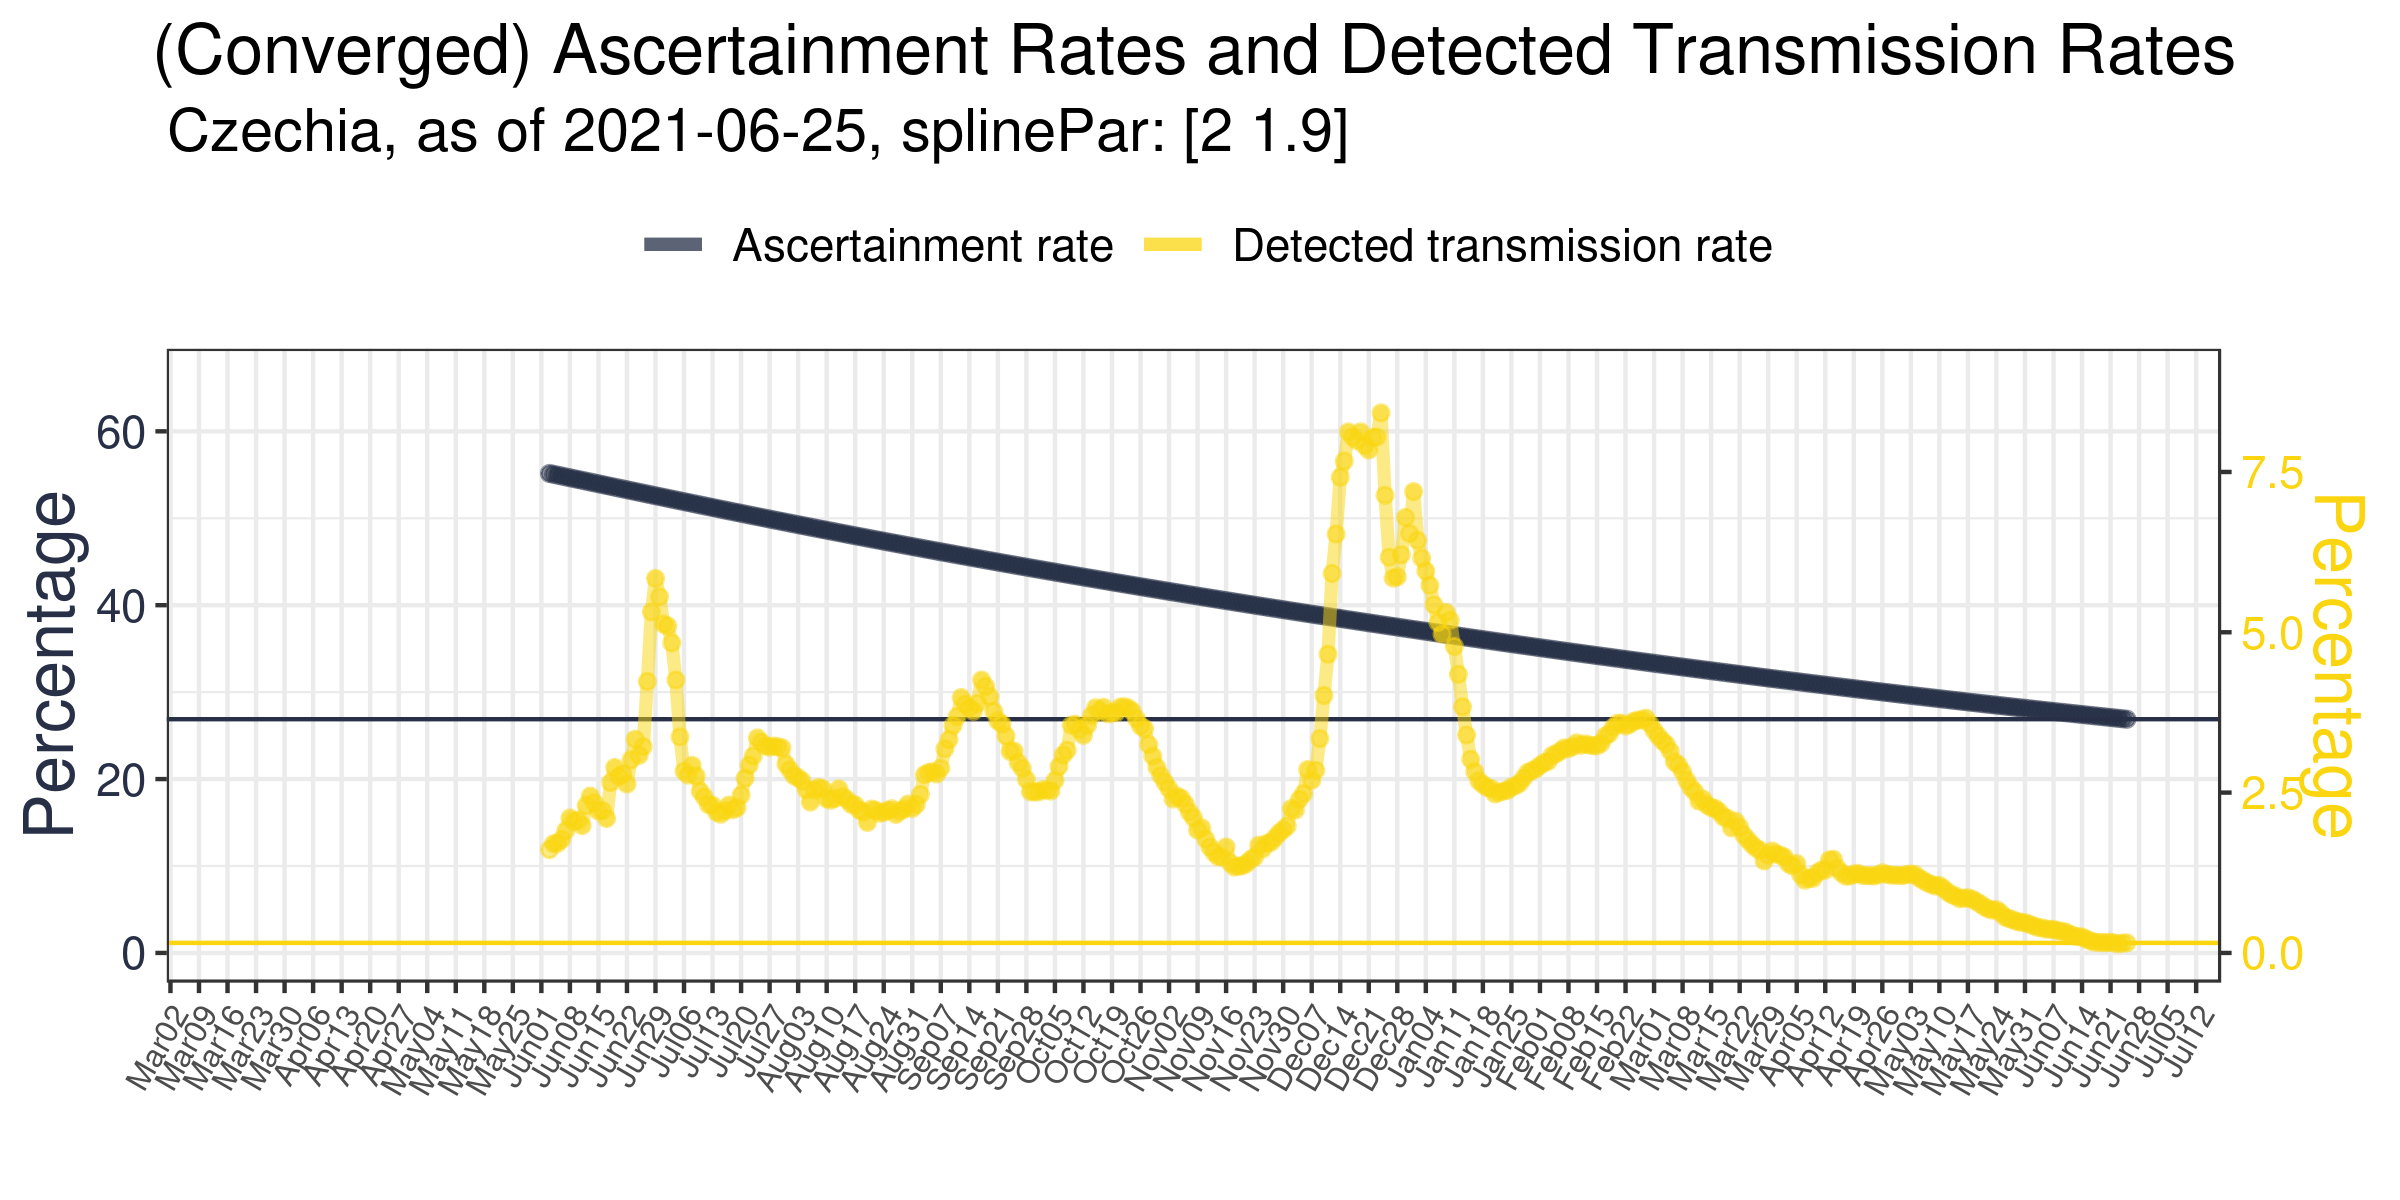 (Converged) Ascertainment Rates and Detected Transmission Rates
Czechia, as of 2021-06-25, splinePar: [2 1.9]
Ascertainment rate
Detected transmission rate
Percentage
60
40
20
0
7.5
5.0
2.5
0.0
Percentage
Mar02
Mar09
Mar16
Mar23
Mar30
Apr06
Apr13
Apr20
Apr27
May04
May11
May18
May25
Jun01
Jun08
Jun15
Jun22
Jun29
Jul06
Jul13
Jul20
Jul27
Aug03
Aug10
Aug17
Aug24
Aug31
Sep07
Sep14
Sep21
Sep28
Oct05
Oct12
Oct19
Oct26
Nov02
Nov09
Nov16
Nov23
Nov30
Dec07
Dec14
Dec21
Dec28
Jan04
Jan11
Jan18
Jan25
Feb01
Feb08
Feb15
Feb22
Mar01
Mar08
Mar15
Mar22
Mar29
Apr05
Apr12
Apr19
Apr26
May03
May10
May17
May24
May31
Jun07
Jun14
Jun21
Jun28
Jul05
Jul12